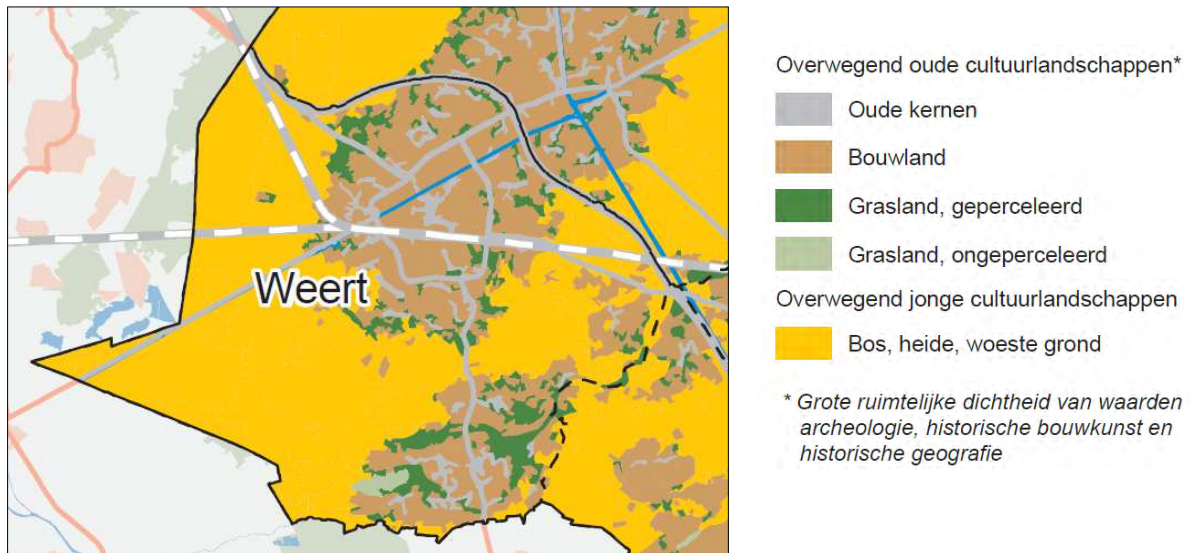 Weert
Overwegend oude cultuurlandschappen*
Oude kernen
Bouwland
Grasland, geperceleerd
Grasland, ongeperceleerd
Overwegend jonge cultuurlandschappen
Bos, heide, woeste grond
* Grote ruimtelijke dichtheid van waarden
archeologie, historische bouwkunst en
historische geografie